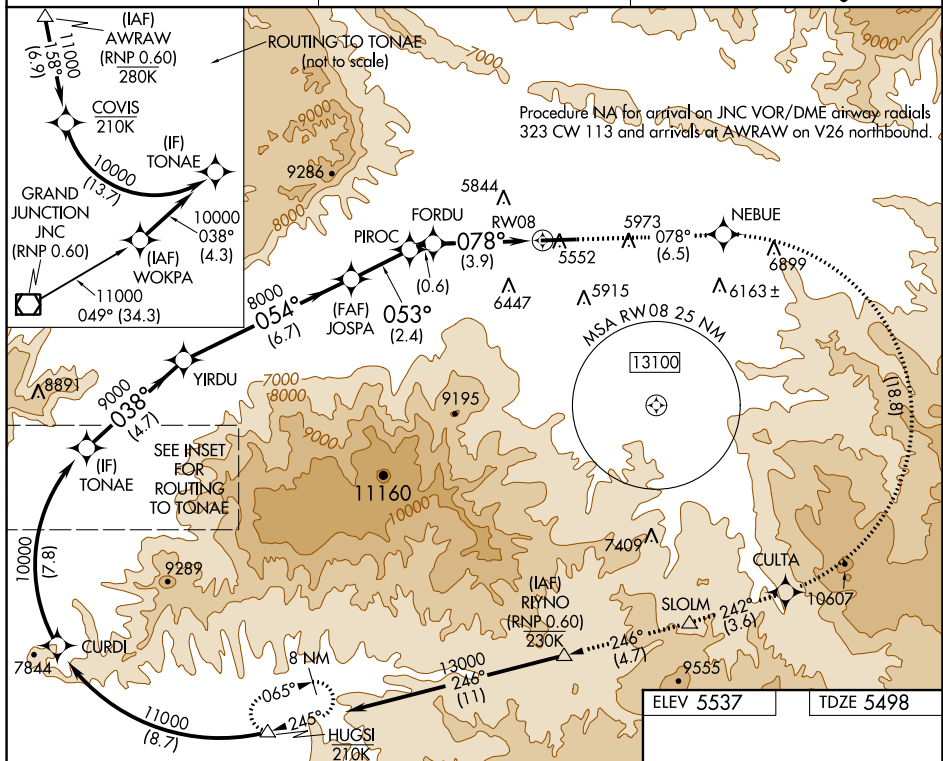 (IAF)
AWRAW
(RNP 0.60)
280K
11000
158°
(6.9)
COVIS
210K
10000
(13.7)
(IF)
TONAE
GRAND
JUNCTION
JNC
(RNP 0.60)
10000
038°
(4.3)
(IAF)
WOKPA
11000
049° (34.3)
ROUTING TO TONAE
(not to scale)
7000
9000
9000
8000
9286
8000
Procedure NA for arrival on JNC VOR/DME airway radials
323 CW 113 and arrivals at AWRAW on V26 northbound.
5844
FORDU
RW08
PIROC
078°
(3.9)
5552
5973
078°
(6.5)
NEBUE
6899
(0.6)
6447
5915
6163 ±
8000
054°
(6.7)
(FAF)
JOSPA
053°
(2.4)
MSA RW08 25 NM
13100
YIRDU
8891
9000
038°
(4.7)
7000
8000
9195
9000
(18.8)
(IF)
TONAE
SEE INSET
FOR
ROUTING
TO TONAE
11160
10000
10000
(7.8)
9289
7409
CULTA
10607
(IAF)
RIYNO
(RNP 0.60)
230K
SLOLM
242°
(3.6)
246°
(4.7)
7844
CURDI
8 NM
065°
245°
13000
246°
(11)
9555
11000
(8.7)
HUGSI
210K
ELEV 5537
TDZE 5498